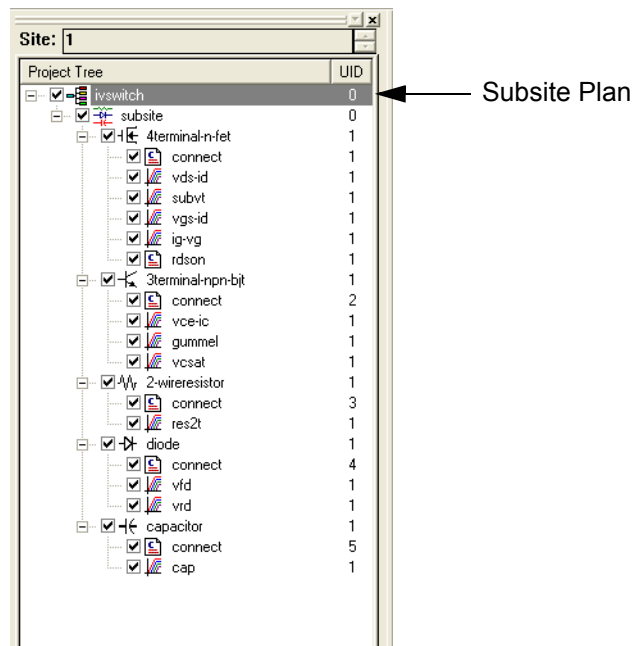 Site: 1
Project Tree UID
ivswitch 0
Subsite Plan
subsite 0
4terminal-n-fet 1
connect 1
vds-id 1
subvt 1
vgs-id 1
ig-vg 1
rdson 1
3terminal-npn-bjt 1
connect 2
vce-ic 1
gummel 1
vcsat 1
2-wireresistor 1
connect 3
res2t 1
diode 1
connect 4
vfd 1
vrd 1
capacitor 1
connect 5
cap 1